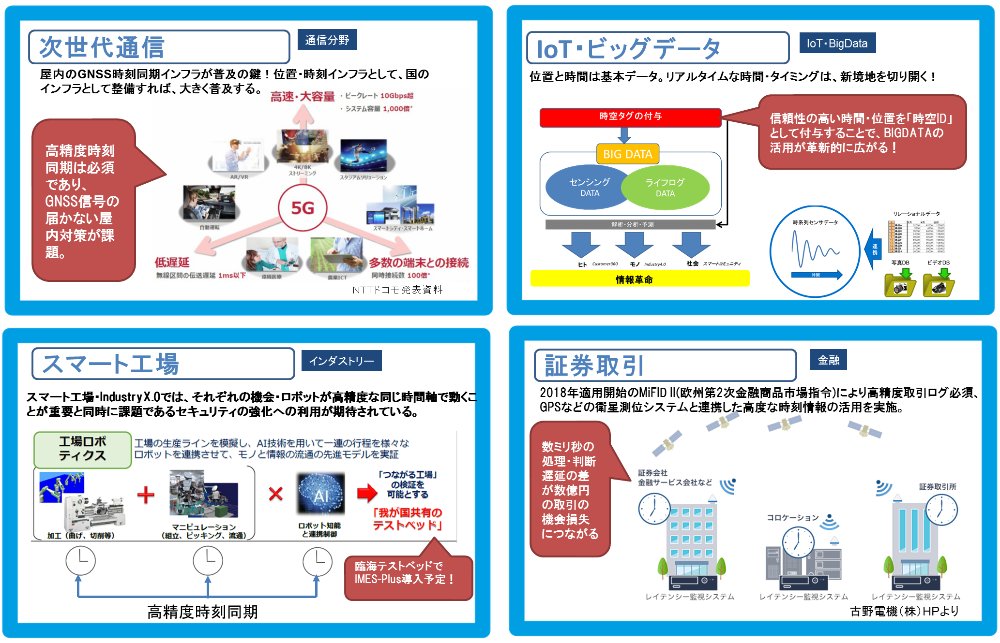 次世代通信
通信分野
屋内のGNSS時刻同期インフラが普及の鍵！位置・時刻インフラとして、国の
インフラとして整備すれば、大きく普及する。
高速・大容量
・ピークレート 10Gbps超
・システム容量 1,000倍*
高精度時刻
同期は必須
であり、
GNSS信号の
届かない屋
内対策が課
題。
AR/VR
4K/8K
ストリーミング
スタジアムソリューション
自動運転
5G
スマートシティ・スマートホーム
低遅延
無線区間の伝送遅延 1ms以下
遠隔医療
農業ICT
多数の端末との接続
同時接続数 100倍*
NTTドコモ発表資料
IoT・ビッグデータ
IoT・BigData
位置と時間は基本データ。リアルタイムな時間・タイミングは、新境地を切り開く！
時空タグの付与
信頼性の高い時間・位置を「時空ID」
として付与することで、BIGDATAの
活用が革新的に広がる！
BIG DATA
センシング
DATA
ライフログ
DATA
解析・分析・予測
ヒト Customer360
モノ Industry4.0
社会 スマートコミュニティ
情報革命
時系列センサデータ
時間
連携
リレーショナルデータ
3月 4月 合計
写真DB
ビデオDB
スマート工場
インダストリー
スマート工場・IndustryX.0では、それぞれの機会・ロボットが高精度な同じ時間軸で動くこ
とが重要と同時に課題であるセキュリティの強化への利用が期待されている。
工場ロボ
ティクス
工場の生産ラインを模擬し、AI技術を用いて一連の行程を様々な
ロボットを連携させて、モノと情報の流通の先進モデルを実証
加工（曲げ、切削等）
マニピュレーション
（組立、ピッキング、流通）
AI
ロボット知能
と連携制御
「つながる工場」
の検証を
可能とする
「我が国共有の
テストベッド」
臨海テストベッドで
IMES-Plus導入予定！
高精度時刻同期
証券取引
金融
2018年適用開始のMiFID II(欧州第2次金融商品市場指令)により高精度取引ログ必須、
GPSなどの衛星測位システムと連携した高度な時刻情報の活用を実施。
数ミリ秒の
処理・判断
遅延の差
が数億円
の取引の
機会損失
につながる
証券会社
金融サービス会社など
コロケーション
証券取引所
レイテンシー監視システム
レイテンシー監視システム
レイテンシー監視システム
古野電機（株）HPより